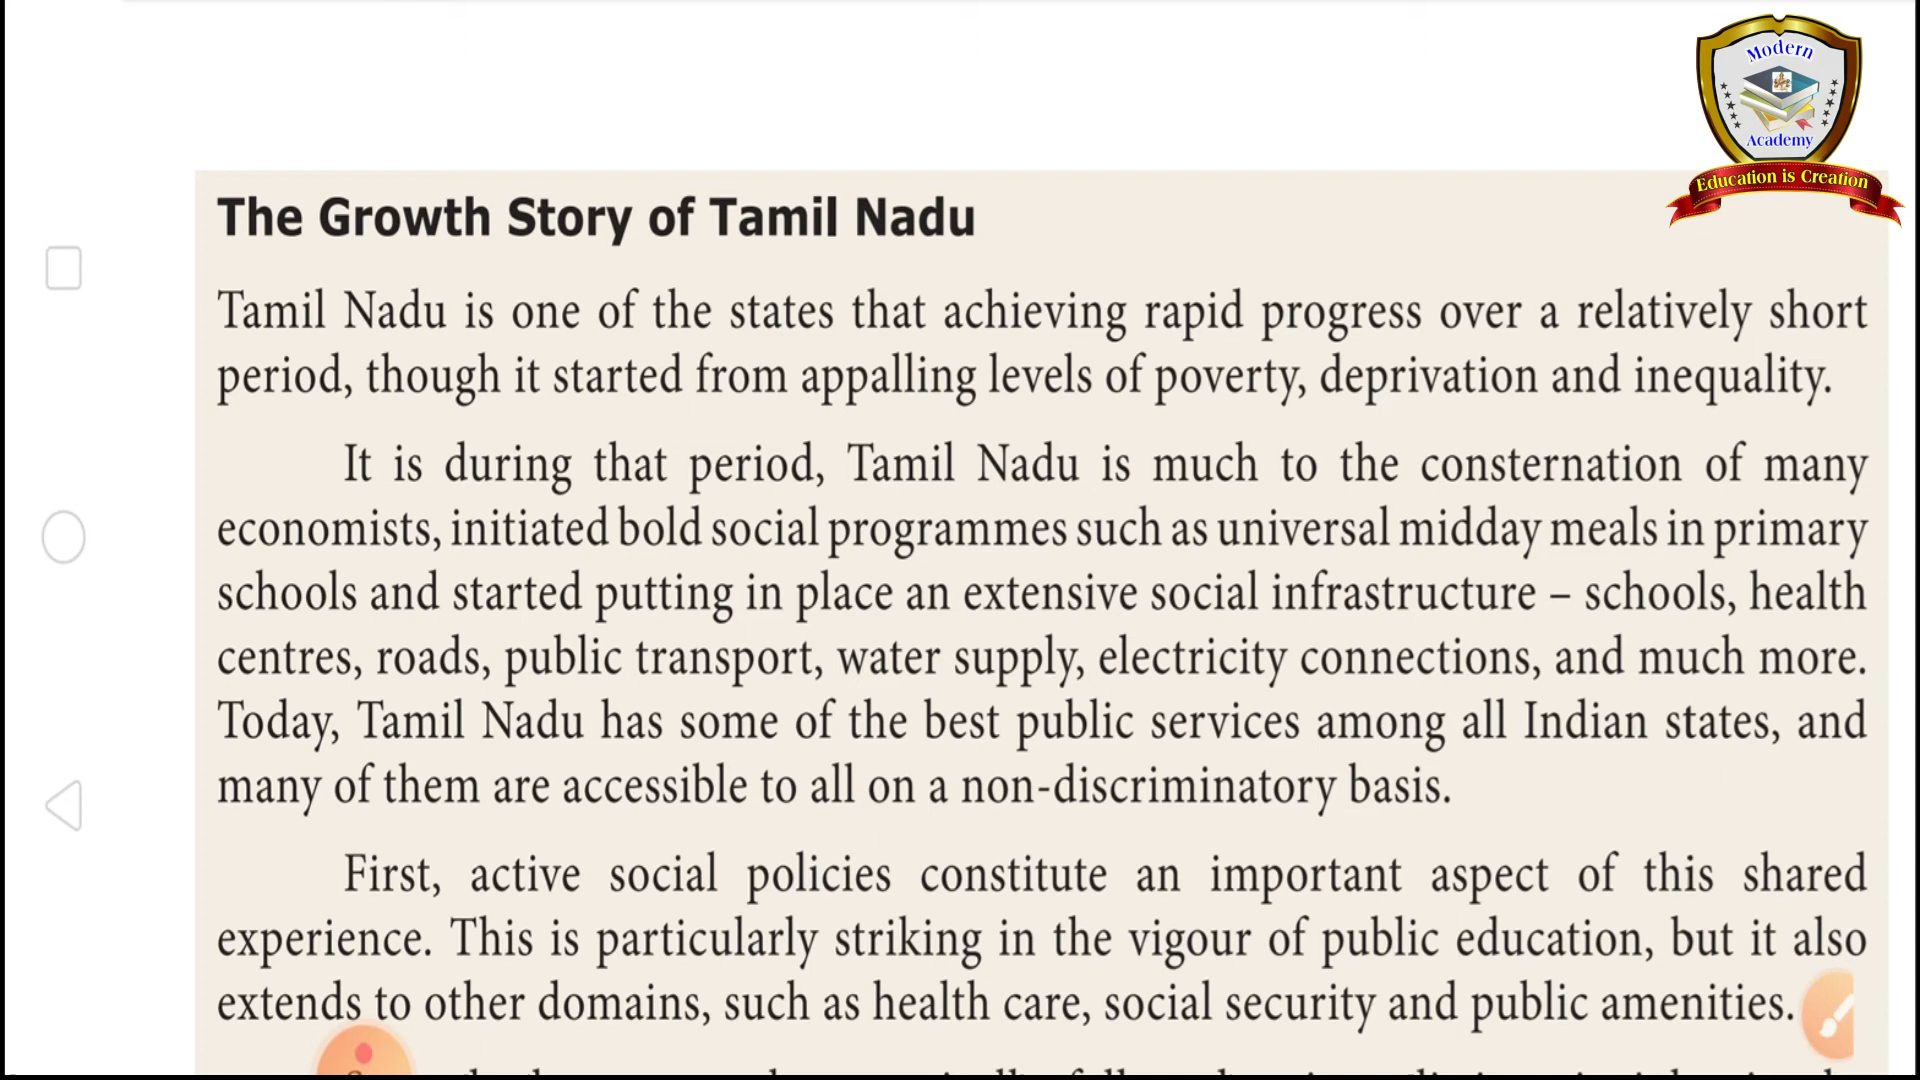 Modern
Academy
Education is Creation
The Growth Story of Tamil Nadu
Tamil Nadu is one of the states that achieving rapid progress over a relatively short
period, though it started from appalling levels of poverty, deprivation and inequality.
It is during that period, Tamil Nadu is much to the consternation of many
economists, initiated bold social programmes such as universal midday meals in primary
schools and started putting in place an extensive social infrastructure – schools, health
centres, roads, public transport, water supply, electricity connections, and much more.
Today, Tamil Nadu has some of the best public services among all Indian states, and
many of them are accessible to all on a non-discriminatory basis.
First, active social policies constitute an important aspect of this shared
experience. This is particularly striking in the vigour of public education, but it also
extends to other domains, such as health care, social security and public amenities.